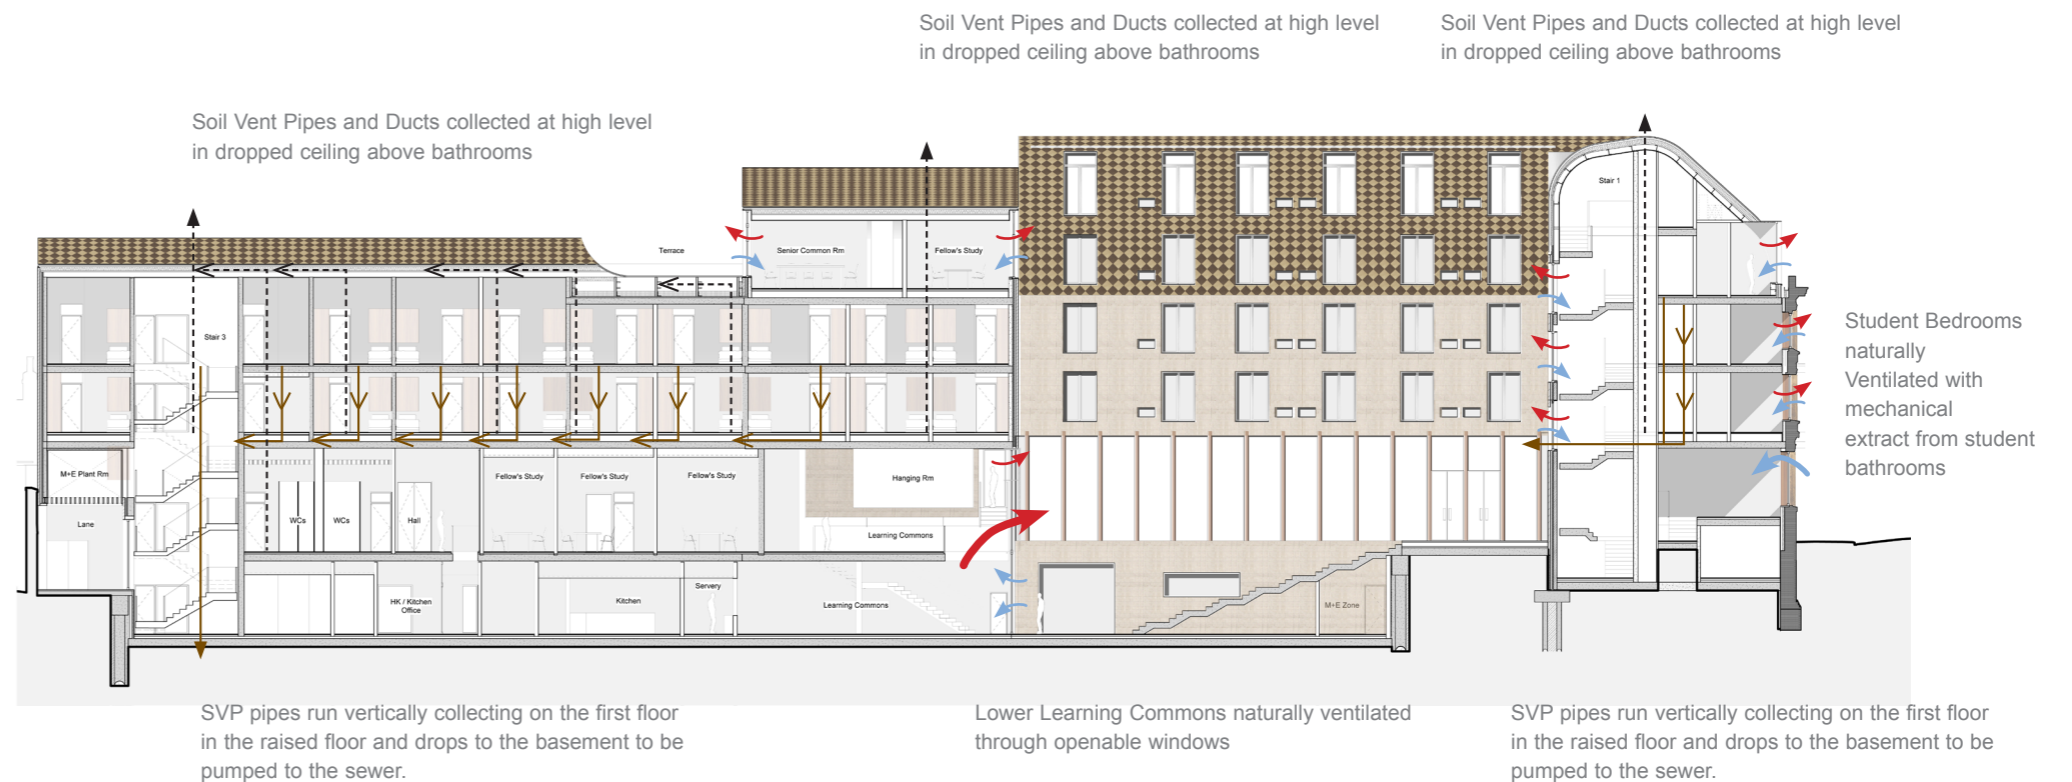 Soil Vent Pipes and Ducts collected at high level
in dropped ceiling above bathrooms
Soil Vent Pipes and Ducts collected at high level
in dropped ceiling above bathrooms
Soil Vent Pipes and Ducts collected at high level
in dropped ceiling above bathrooms
Stair 1
Terrace
Senior Common Rm
Fellow's Study
Stair 3
Student Bedrooms
naturally
Ventilated with
mechanical
extract from student
bathrooms
M+E Plant Rm
Fellow's Study
Fellow's Study
Fellow's Study
Hanging Rm
Lane
WCs
WCs
Hall
Learning Commons
HK / Kitchen
Office
Kitchen
Servery
Learning Commons
M+E Zone
SVP pipes run vertically collecting on the first floor
in the raised floor and drops to the basement to be
pumped to the sewer.
Lower Learning Commons naturally ventilated
through openable windows
SVP pipes run vertically collecting on the first floor
in the raised floor and drops to the basement to be
pumped to the sewer.